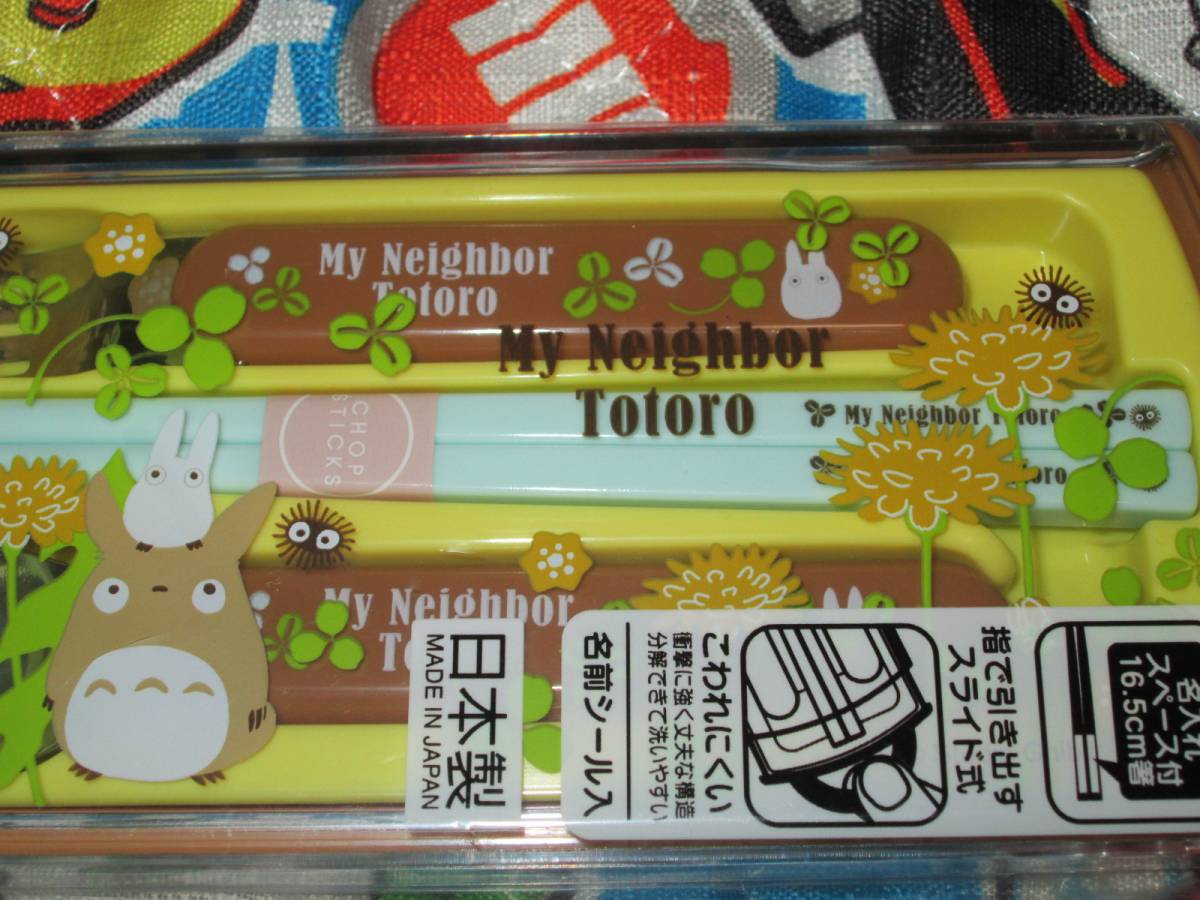 My Neighbor
Totoro
My Neighbor
Totoro
CHOP
STICKS
My Neighbor Totoro
My Neighbor
日本製
MADE IN JAPAN
名入れ
スペース付
16.5cm箸
指で引き出す
スライド式
こわれにくい
衝撃に強く丈夫な構造
分解できて洗いやすい
名前シール入